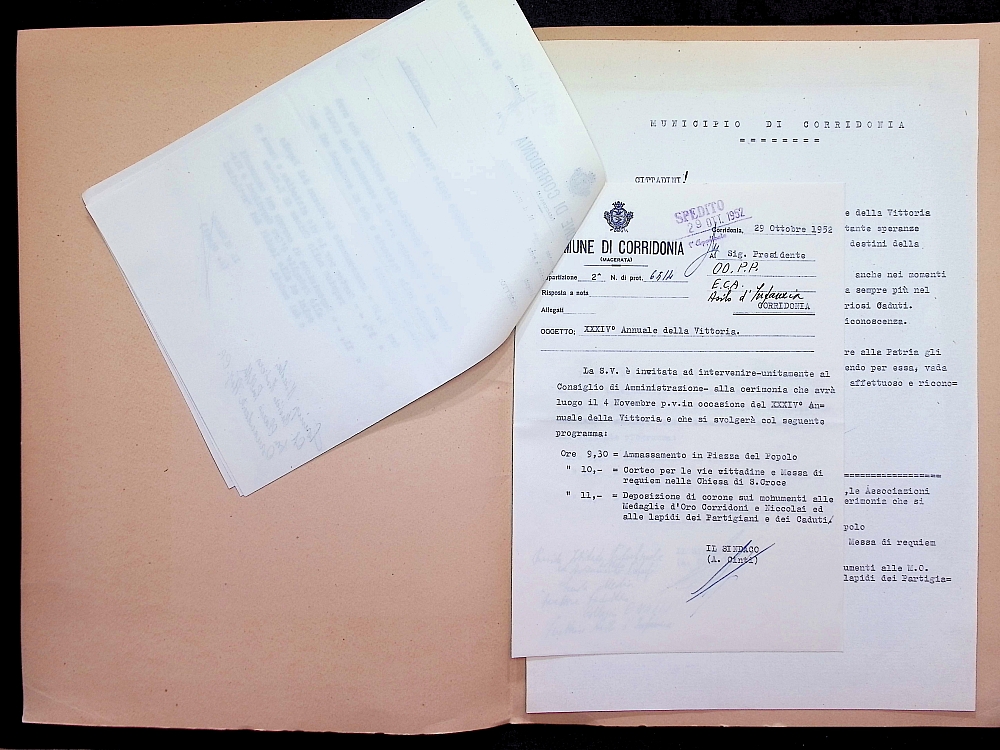 MUNICIPIO DI CORRIDONIA
========
CITTADINI!
e della Vittoria
tante speranze
destini della
anche nei momenti
a sempre più nel
riosi Caduti.
iconoscenza.
re alla Patria gli
endo per essa, vada
affettuoso e ricono=
,le Associazioni
erimonia che si
polo
Messa di requiem
umenti alle M.O.
lapidi dei Partigia=
SPEDITO
29 OTT. 1952
MUNE DI CORRIDONIA
(MACERATA)
Corridonia, 29 Ottobre 1952
Al Sig. Presidente
OO.P.P.
E.C.A.
Asilo d'Infanzia
CORRIDONIA
partizione 2ª N. di prot. 6514
Risposta a nota
Allegati
OGGETTO: XXXIV° Annuale della Vittoria.
La S.V. è invitata ad intervenire-unitamente al
Consiglio di Amministrazione- alla cerimonia che avrà
luogo il 4 Novembre p.v.in occasione del XXXIV° An=
nuale della Vittoria e che si svolgerà col seguente
programma:
Ore 9,30 = Ammassamento in Piazza del Popolo
" 10,- = Corteo per le vie cittadine e Messa di
requiem nella Chiesa di S.Croce
" 11,- = Deposizione di corone sui monumenti alle
Medaglie d'Oro Corridoni e Niccolai ed
alle lapidi dei Partigiani e dei Caduti.
IL SINDACO
(A. Cinti)